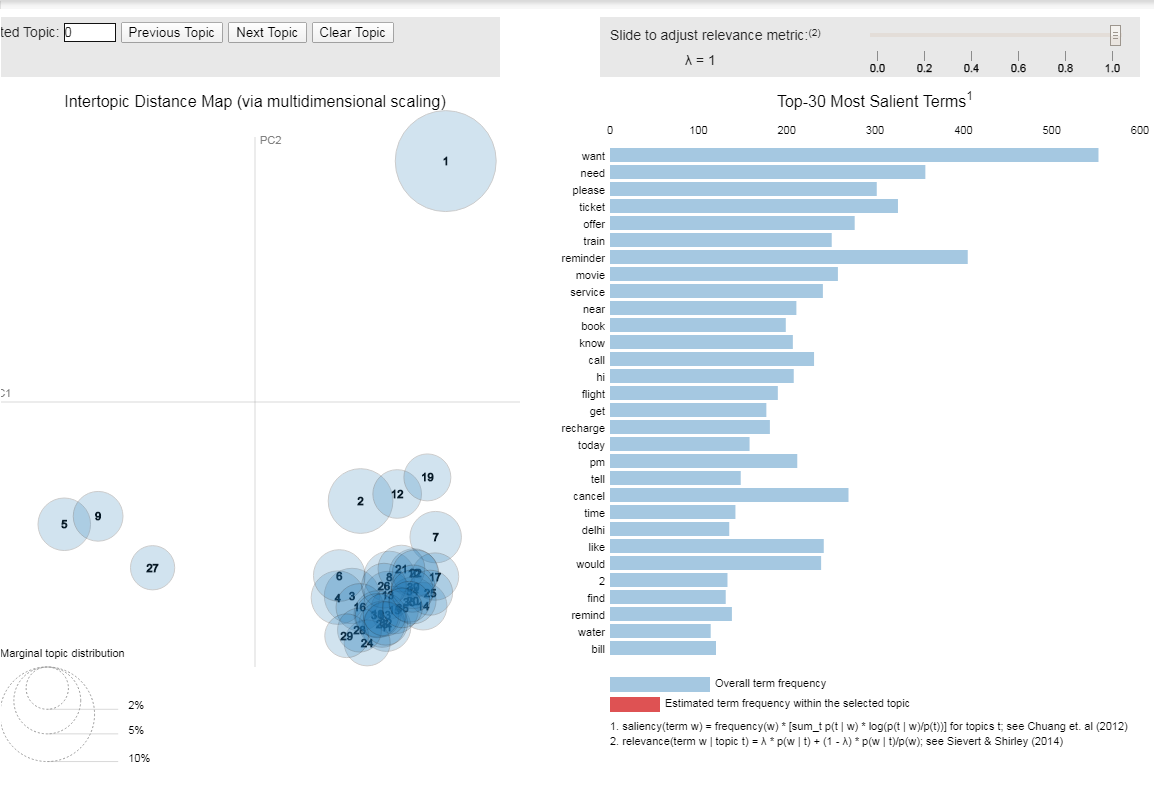 ted Topic: 0 Previous Topic Next Topic Clear Topic
Slide to adjust relevance metric:(2)
λ = 1
0.0 0.2 0.4 0.6 0.8 1.0
Intertopic Distance Map (via multidimensional scaling)
PC2
C1
1
2
12
19
7
5
9
27
6
4
3
16
8
26
21
17
25
14
29
24
Marginal topic distribution
2%
5%
10%
Top-30 Most Salient Terms1
0 100 200 300 400 500 600
want
need
please
ticket
offer
train
reminder
movie
service
near
book
know
call
hi
flight
get
recharge
today
pm
tell
cancel
time
delhi
like
would
2
find
remind
water
bill
Overall term frequency
Estimated term frequency within the selected topic
1. saliency(term w) = frequency(w) * [sum_t p(t | w) * log(p(t | w)/p(t))] for topics t; see Chuang et. al (2012)
2. relevance(term w | topic t) = λ * p(w | t) + (1 - λ) * p(w | t)/p(w); see Sievert & Shirley (2014)